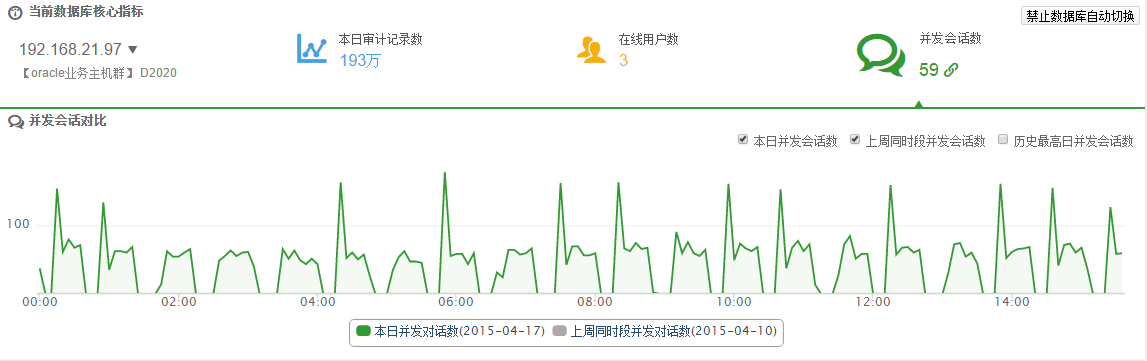 当前数据库核心指标
禁止数据库自动切换
192.168.21.97
【oracle业务主机群】 D2020
本日审计记录数
193万
在线用户数
3
并发会话数
59
并发会话对比
本日并发会话数 上周同时段并发会话数 历史最高日并发会话数
100
00:00 02:00 04:00 06:00 08:00 10:00 12:00 14:00
本日并发对话数(2015-04-17) 上周同时段并发对话数(2015-04-10)